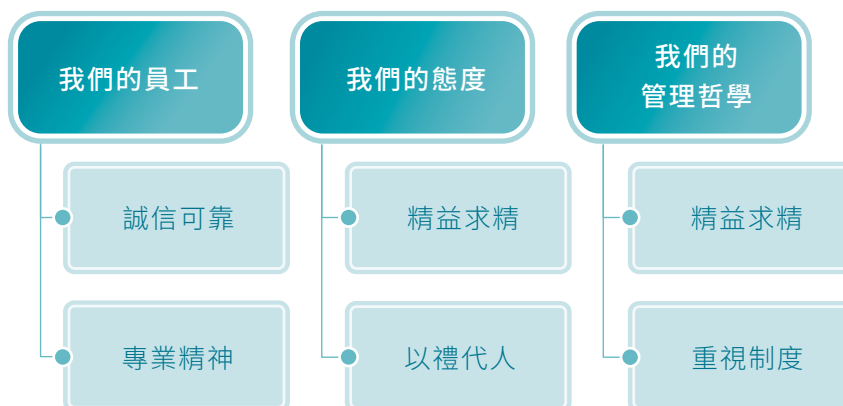 我們的員工
誠信可靠
專業精神
我們的態度
精益求精
以禮代人
我們的
管理哲學
精益求精
重視制度